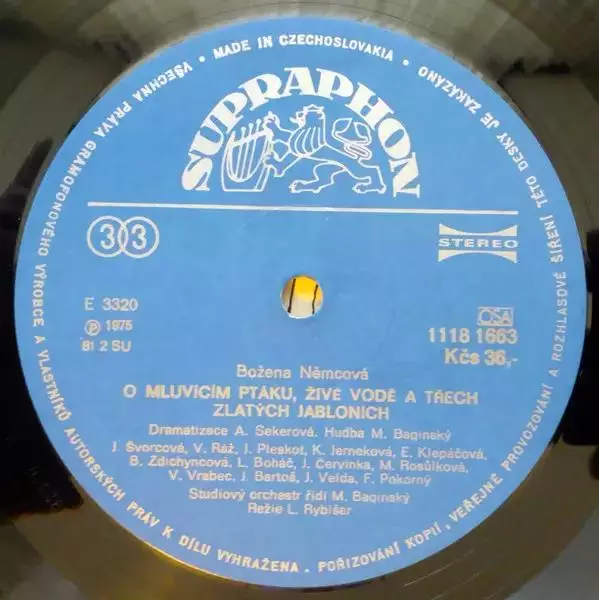 VŠECHNA PRÁVA GRAMOFONOVÉHO VÝROBCE A VLASTNÍKŮ AUTORSKÝCH PRÁV K DÍLU VYHRAŽENA. POŘIZOVÁNÍ KOPIÍ, VEŘEJNÉ PROVOZOVÁNÍ A ROZHLASOVÉ ŠÍŘENÍ TÉTO DESKY JE ZAKÁZÁNO
• MADE IN CZECHOSLOVAKIA •
SUPRAPHON
33
STEREO
E 3320
Ⓟ 1975
81 2 SU
OSA
1118 1663
Kčs 36,-
Božena Němcová
O MLUVICÍM PTÁKU, ŽIVÉ VODĚ A TŘECH
ZLATÝCH JABLONÍCH
Dramatizace A. Sekerová, Hudba M. Baginský
J. Švorcová, V. Ráž, J. Pleskot, K. Jerneková, E. Klepáčová,
B. Zdichyncová, L. Boháč, J. Červinka, M. Rosůlková,
V. Vrabec, J. Bartoš, J. Velda, F. Pokorný
Studiový orchestr řídí M. Baginský
Režie L. Rybišar